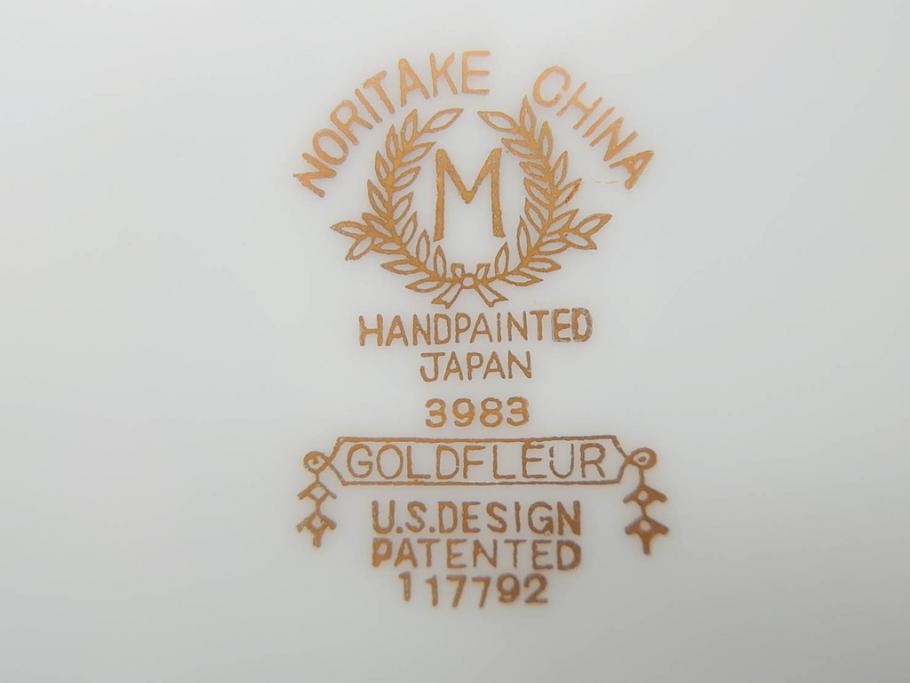 NORITAKE CHINA
M
HANDPAINTED
JAPAN
3983
GOLDFLEUR
U.S.DESIGN
PATENTED
117792